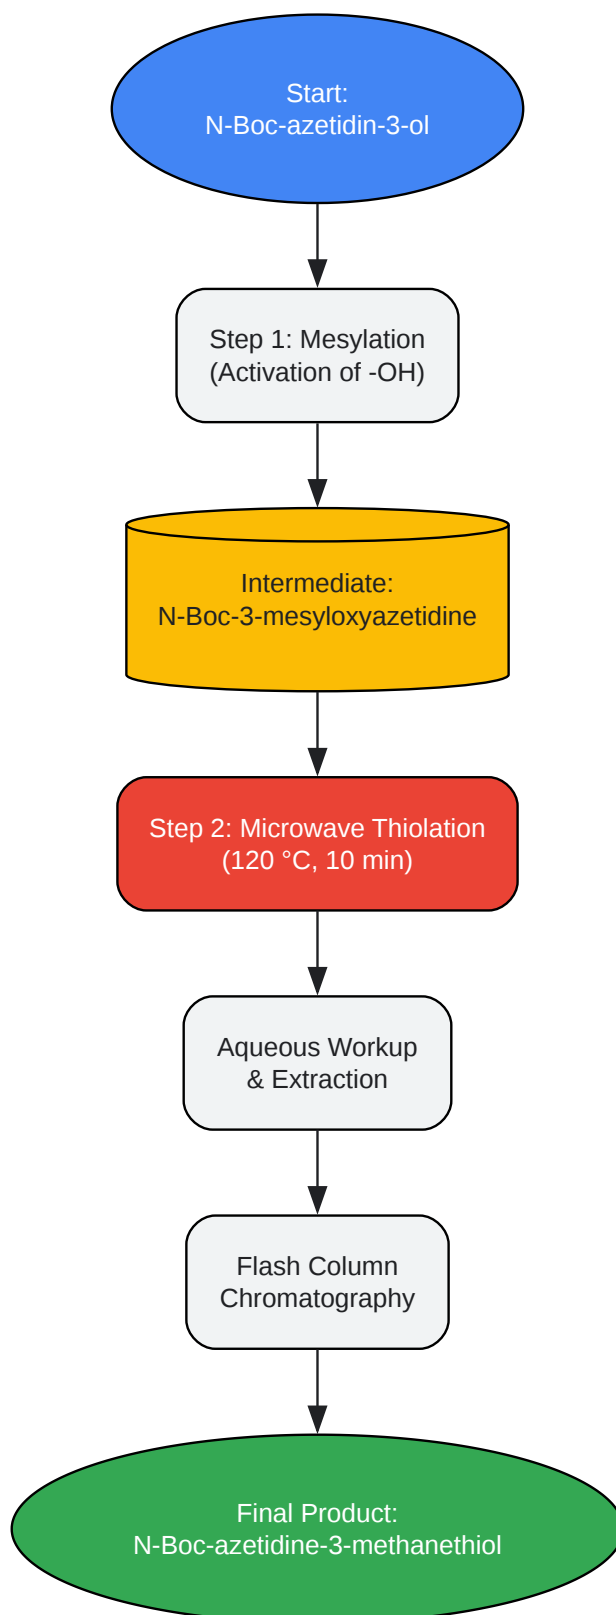 Start:
N-Boc-azetidin-3-ol
Step 1: Mesylation
(Activation of -OH)
Intermediate:
N-Boc-3-mesyloxyazetidine
Step 2: Microwave Thiolation
(120 °C, 10 min)
Aqueous Workup
& Extraction
Flash Column
Chromatography
Final Product:
N-Boc-azetidine-3-methanethiol